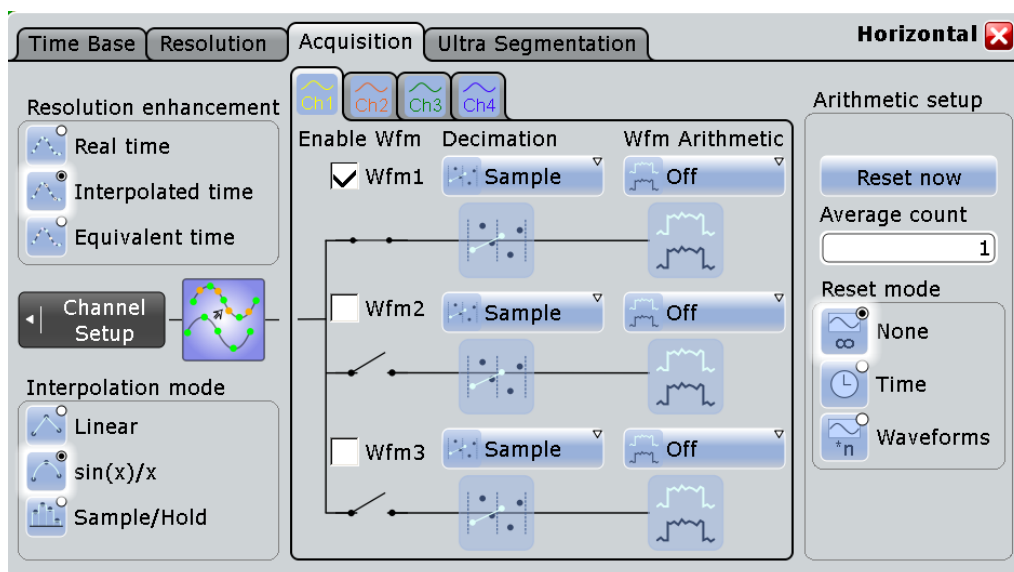 Time Base
Resolution
Acquisition
Ultra Segmentation
Horizontal
Resolution enhancement
Real time
Interpolated time
Equivalent time
Channel
Setup
Interpolation mode
Linear
sin(x)/x
Sample/Hold
Ch1
Ch2
Ch3
Ch4
Enable Wfm
Decimation
Wfm Arithmetic
Wfm1
Sample
Off
Wfm2
Sample
Off
Wfm3
Sample
Off
Arithmetic setup
Reset now
Average count
1
Reset mode
∞
None
Time
*n
Waveforms